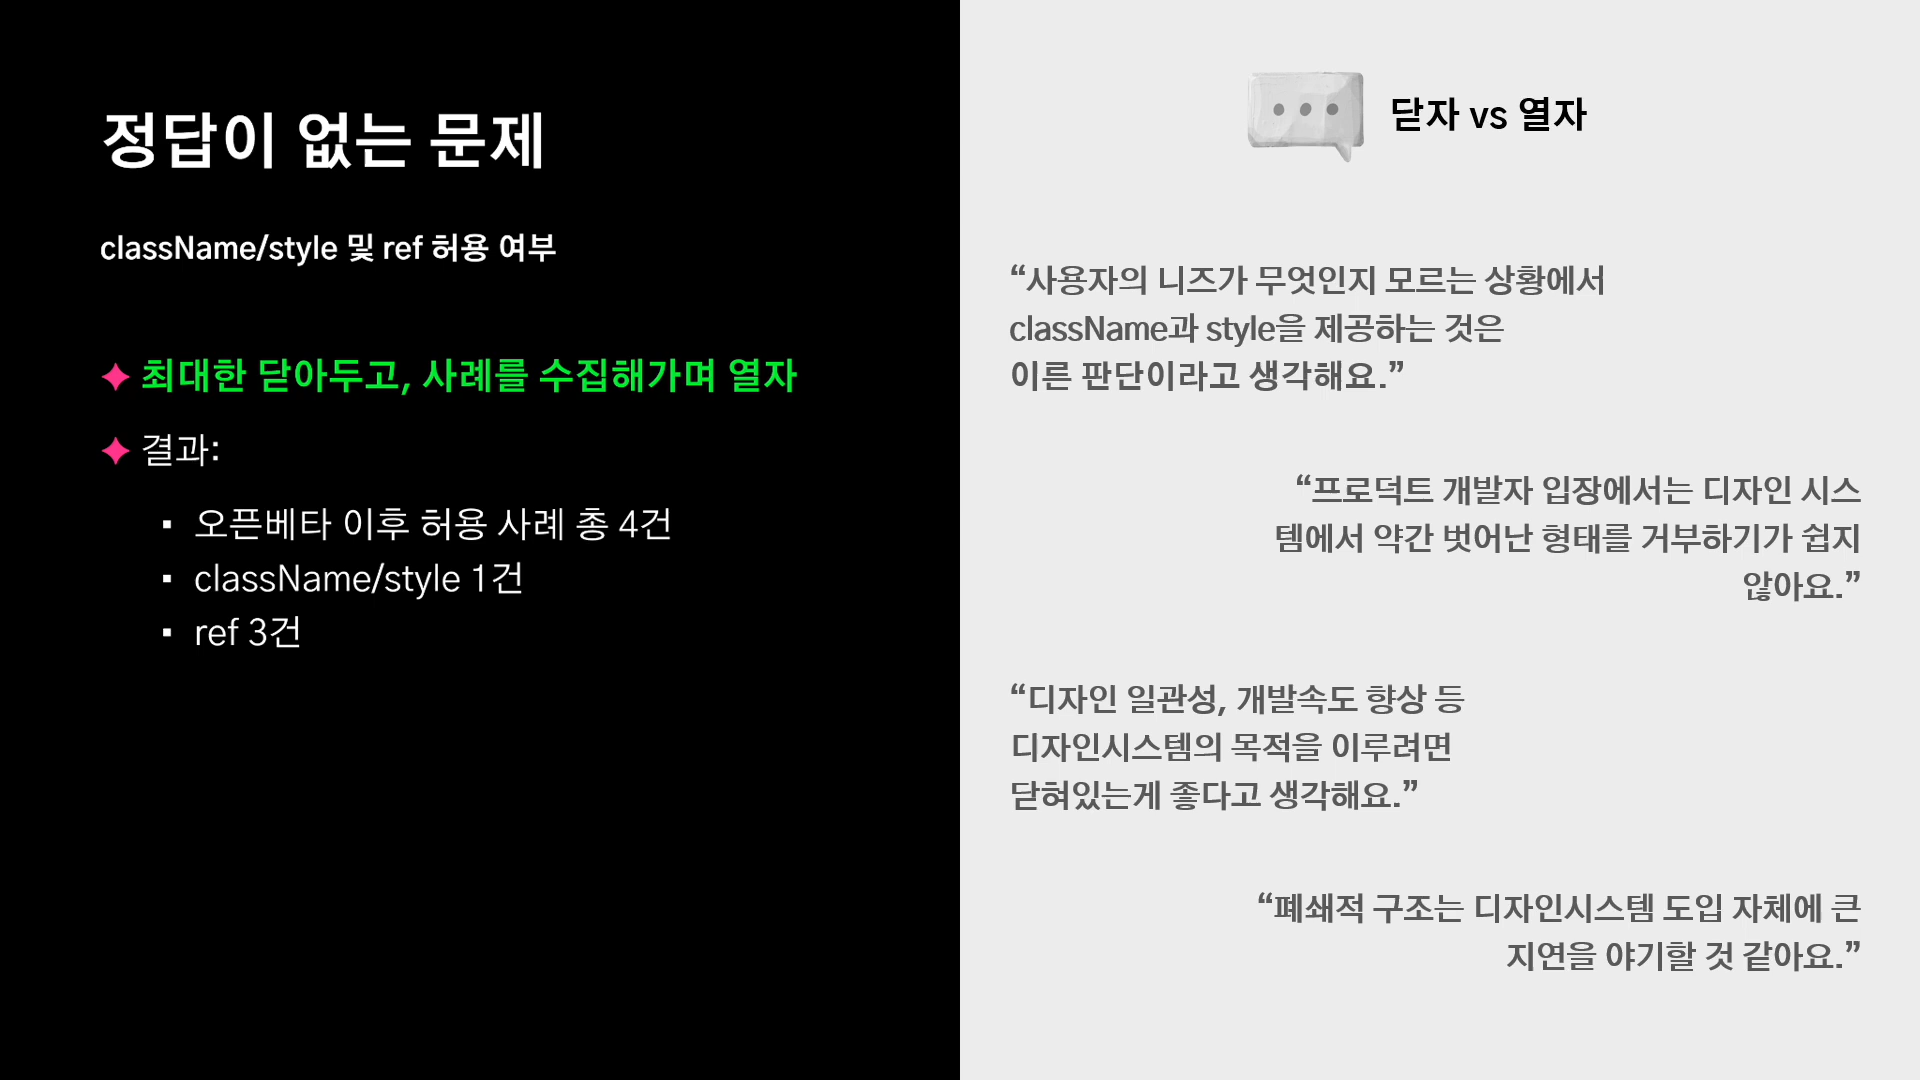 정답이 없는 문제
className/style 및 ref 허용 여부
최대한 닫아두고, 사례를 수집해가며 열자
결과:
오픈베타 이후 허용 사례 총 4건
className/style 1건
ref 3건
닫자 vs 열자
“사용자의 니즈가 무엇인지 모르는 상황에서
className과 style을 제공하는 것은
이른 판단이라고 생각해요.”
“프로덕트 개발자 입장에서는 디자인 시스
템에서 약간 벗어난 형태를 거부하기가 쉽지
않아요.”
“디자인 일관성, 개발속도 향상 등
디자인시스템의 목적을 이루려면
닫혀있는게 좋다고 생각해요.”
“폐쇄적 구조는 디자인시스템 도입 자체에 큰
지연을 야기할 것 같아요.”